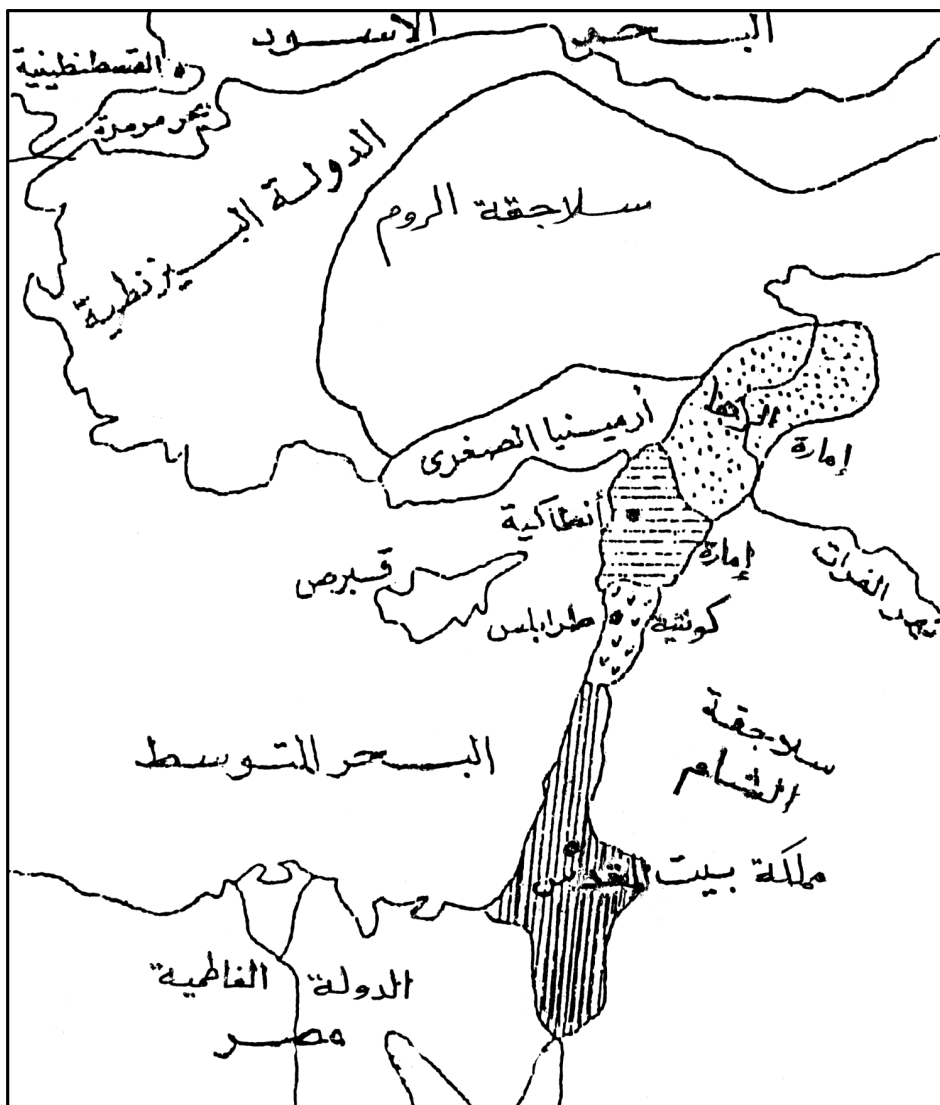 البحر الأسود
القسطنطينية
بحر مرمرة
الدولة البيزنطية
سلاجقة الروم
أرمينيا الصغرى
إمارة الرها
إمارة أنطاكية
نهر الفرات
قبرص
كونتية طرابلس
سلاجقة
الشام
البحر المتوسط
مملكة بيت المقدس
الدولة الفاطمية
مصر